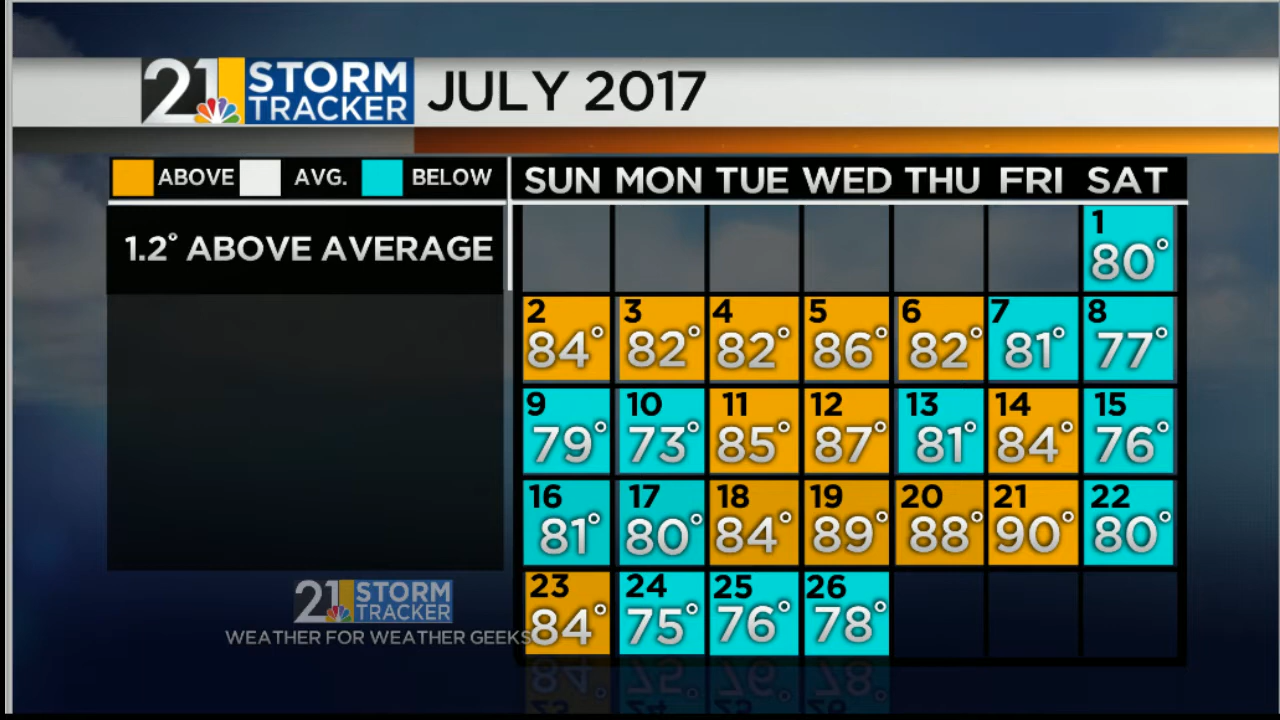 21 STORM TRACKER JULY 2017
ABOVE AVG. BELOW SUN MON TUE WED THU FRI SAT
1.2° ABOVE AVERAGE
1
80°
2 3 4 5 6 7 8
84° 82° 82° 86° 82° 81° 77°
9 10 11 12 13 14 15
79° 73° 85° 87° 81° 84° 76°
16 17 18 19 20 21 22
81° 80° 84° 89° 88° 90° 80°
23 24 25 26
84° 75° 76° 78°
21 STORM TRACKER
WEATHER FOR WEATHER GEEKS